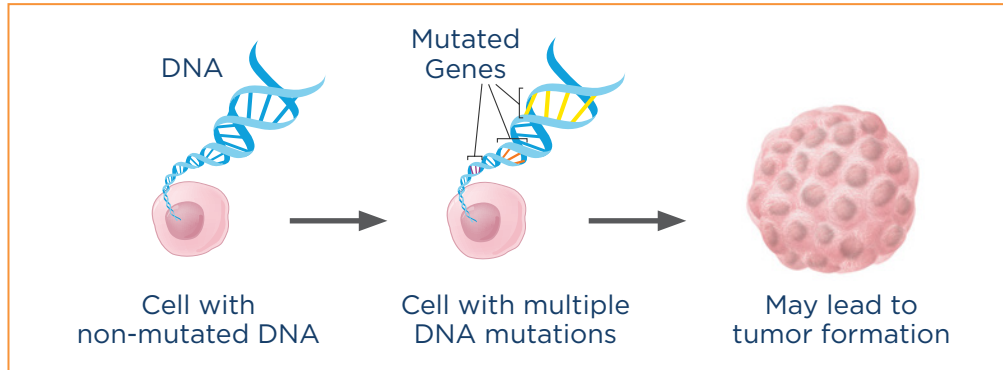 DNA
Mutated
Genes
Cell with
non-mutated DNA
Cell with multiple
DNA mutations
May lead to
tumor formation